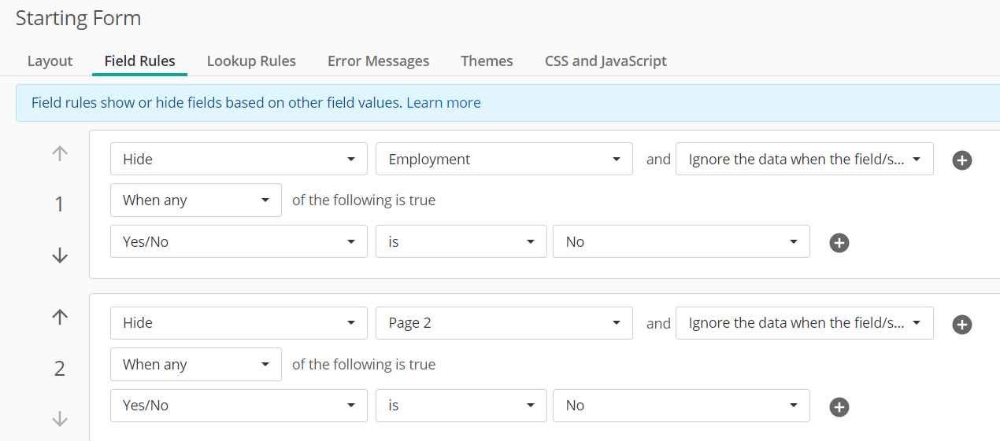 Starting Form
Layout Field Rules Lookup Rules Error Messages Themes CSS and JavaScript
Field rules show or hide fields based on other field values. Learn more
Hide Employment and Ignore the data when the field/s...
1
When any of the following is true
Yes/No is No
Hide Page 2 and Ignore the data when the field/s...
When any of the following is true
2
Yes/No is No